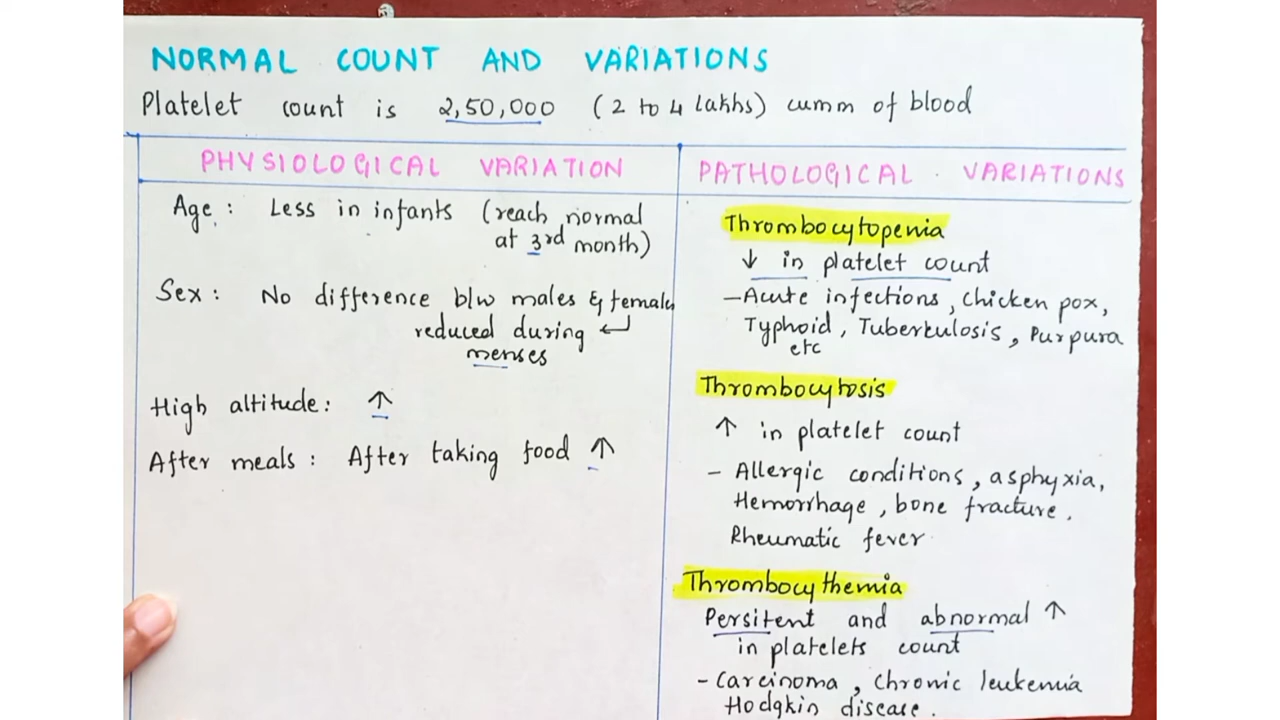 NORMAL COUNT AND VARIATIONS
Platelet count is 2,50,000 (2 to 4 lakhs) cumm of blood
PHYSIOLOGICAL VARIATION
Age: Less in infants (reach normal
at 3rd month)
Sex: No difference b/w males & females
reduced during ↵
menses
High altitude: ↑
After meals: After taking food ↑
PATHOLOGICAL VARIATIONS
Thrombocytopenia
↓ in platelet count
- Acute infections, chicken pox,
Typhoid, Tuberkulosis, Purpura
etc
Thrombocytosis
↑ in platelet count
- Allergic conditions, asphyxia,
Hemorrhage, bone fracture.
Rheumatic fever
Thrombocythemia
Persitent and abnormal ↑
in platelets count
- Carcinoma, Chronic leukemia
Hodgkin disease.